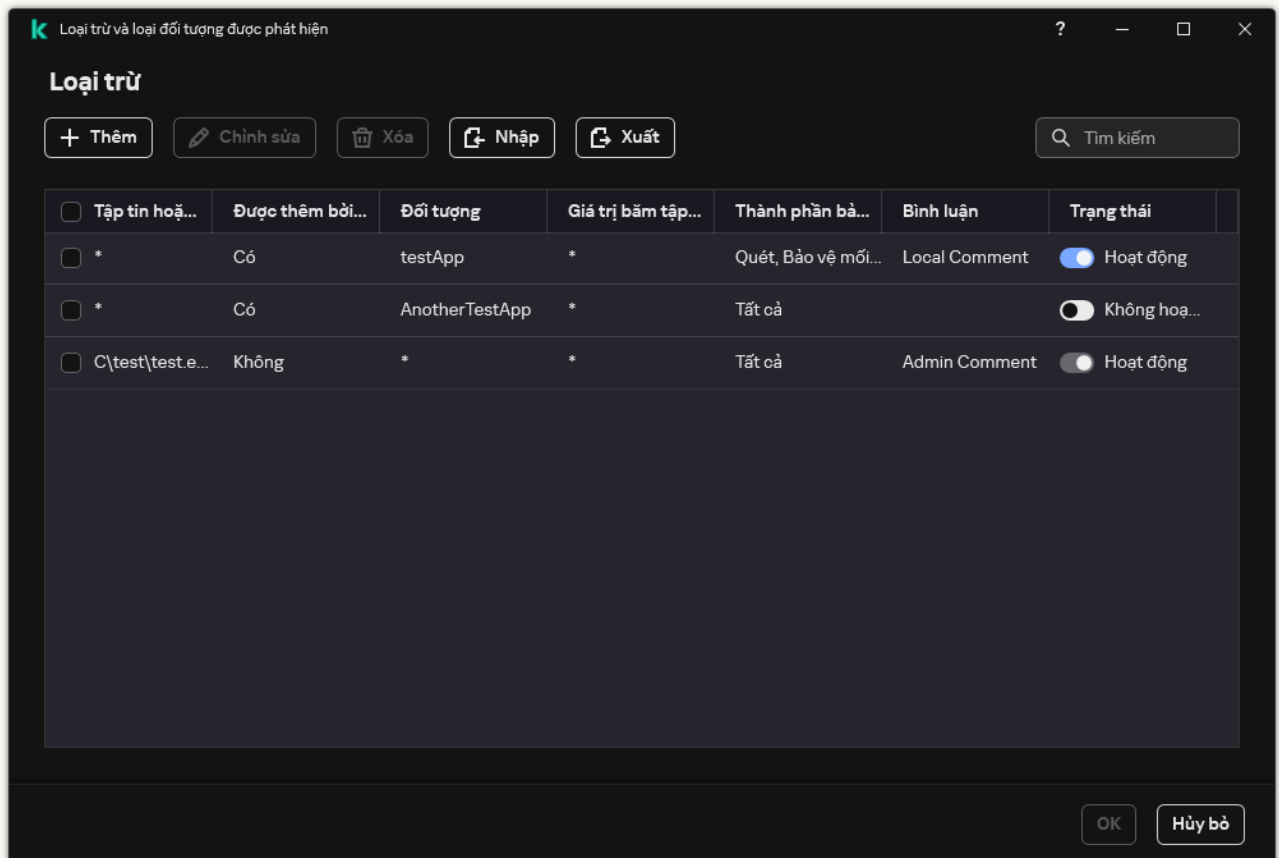 Loại trừ và loại đối tượng được phát hiện ?
Loại trừ
Thêm Chỉnh sửa Xóa Nhập Xuất Tìm kiếm
Tập tin hoặ... Được thêm bởi... Đối tượng Giá trị băm tập... Thành phần bả... Bình luận Trạng thái
* Có testApp * Quét, Bảo vệ mối... Local Comment Hoạt động
* Có AnotherTestApp * Tất cả Không hoạ...
C\test\test.e... Không * * Tất cả Admin Comment Hoạt động
OK Hủy bỏ